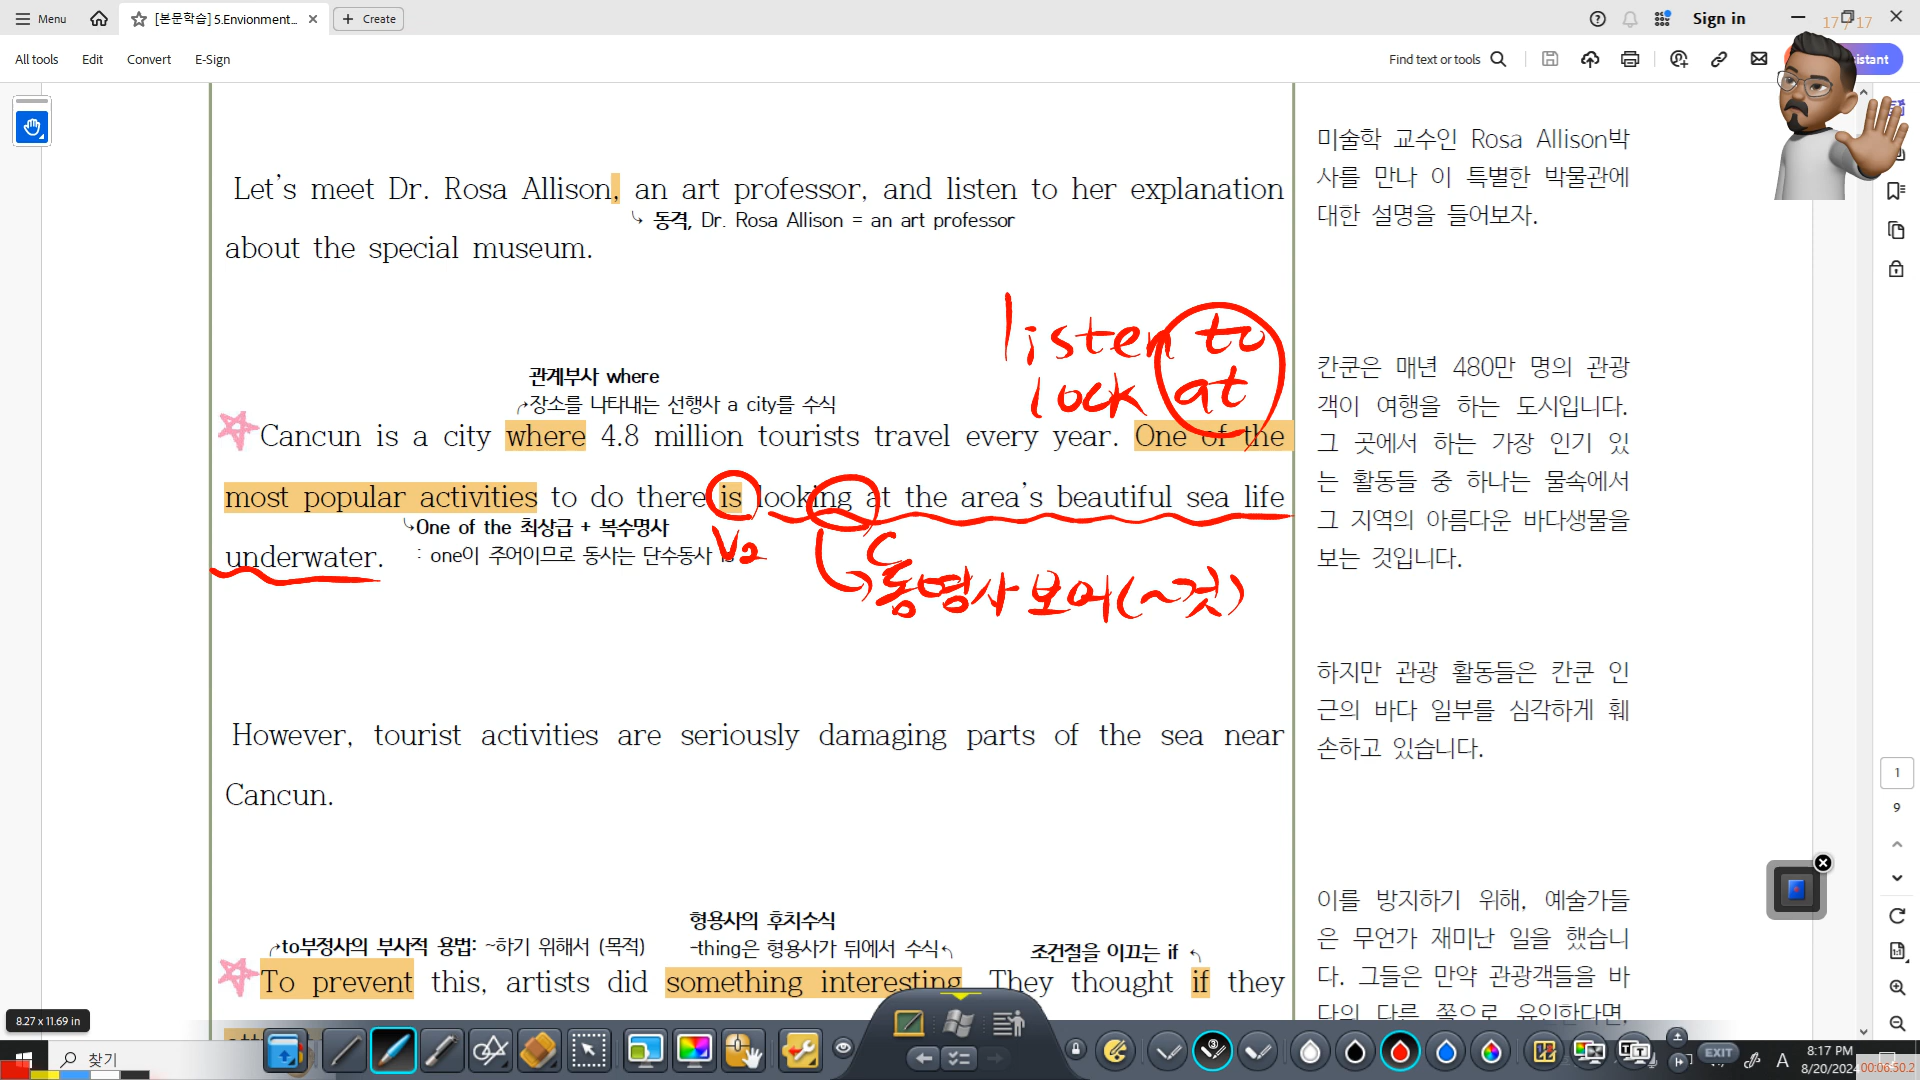 Menu
[본문학습] 5.Envionment...
Create
Sign in
17 / 17
All tools
Edit
Convert
E-Sign
Find text or tools
Let's meet Dr. Rosa Allison, an art professor, and listen to her explanation
동격, Dr. Rosa Allison = an art professor
about the special museum.
listen to
look at
관계부사 where
장소를 나타내는 선행사 a city를 수식
Cancun is a city where 4.8 million tourists travel every year. One of the
most popular activities to do there is looking at the area's beautiful sea life
One of the 최상급 + 복수명사
V2
C
underwater.
: one이 주어이므로 동사는 단수동사
동명사 보어(~것)
However, tourist activities are seriously damaging parts of the sea near
Cancun.
형용사의 후치수식
to부정사의 부사적 용법: ~하기 위해서 (목적)
-thing은 형용사가 뒤에서 수식
조건절을 이끄는 if
To prevent this, artists did something interesting. They thought if they
미술학 교수인 Rosa Allison박
사를 만나 이 특별한 박물관에
대한 설명을 들어보자.
칸쿤은 매년 480만 명의 관광
객이 여행을 하는 도시입니다.
그 곳에서 하는 가장 인기 있
는 활동들 중 하나는 물속에서
그 지역의 아름다운 바다생물을
보는 것입니다.
하지만 관광 활동들은 칸쿤 인
근의 바다 일부를 심각하게 훼
손하고 있습니다.
이를 방지하기 위해, 예술가들
은 무언가 재미난 일을 했습니
다. 그들은 만약 관광객들을 바
다의 다른 쪽으로 유인한다면,
1
9
8.27 x 11.69 in
찾기
EXIT
A
8:17 PM
8/20/2024
00:06:50.2